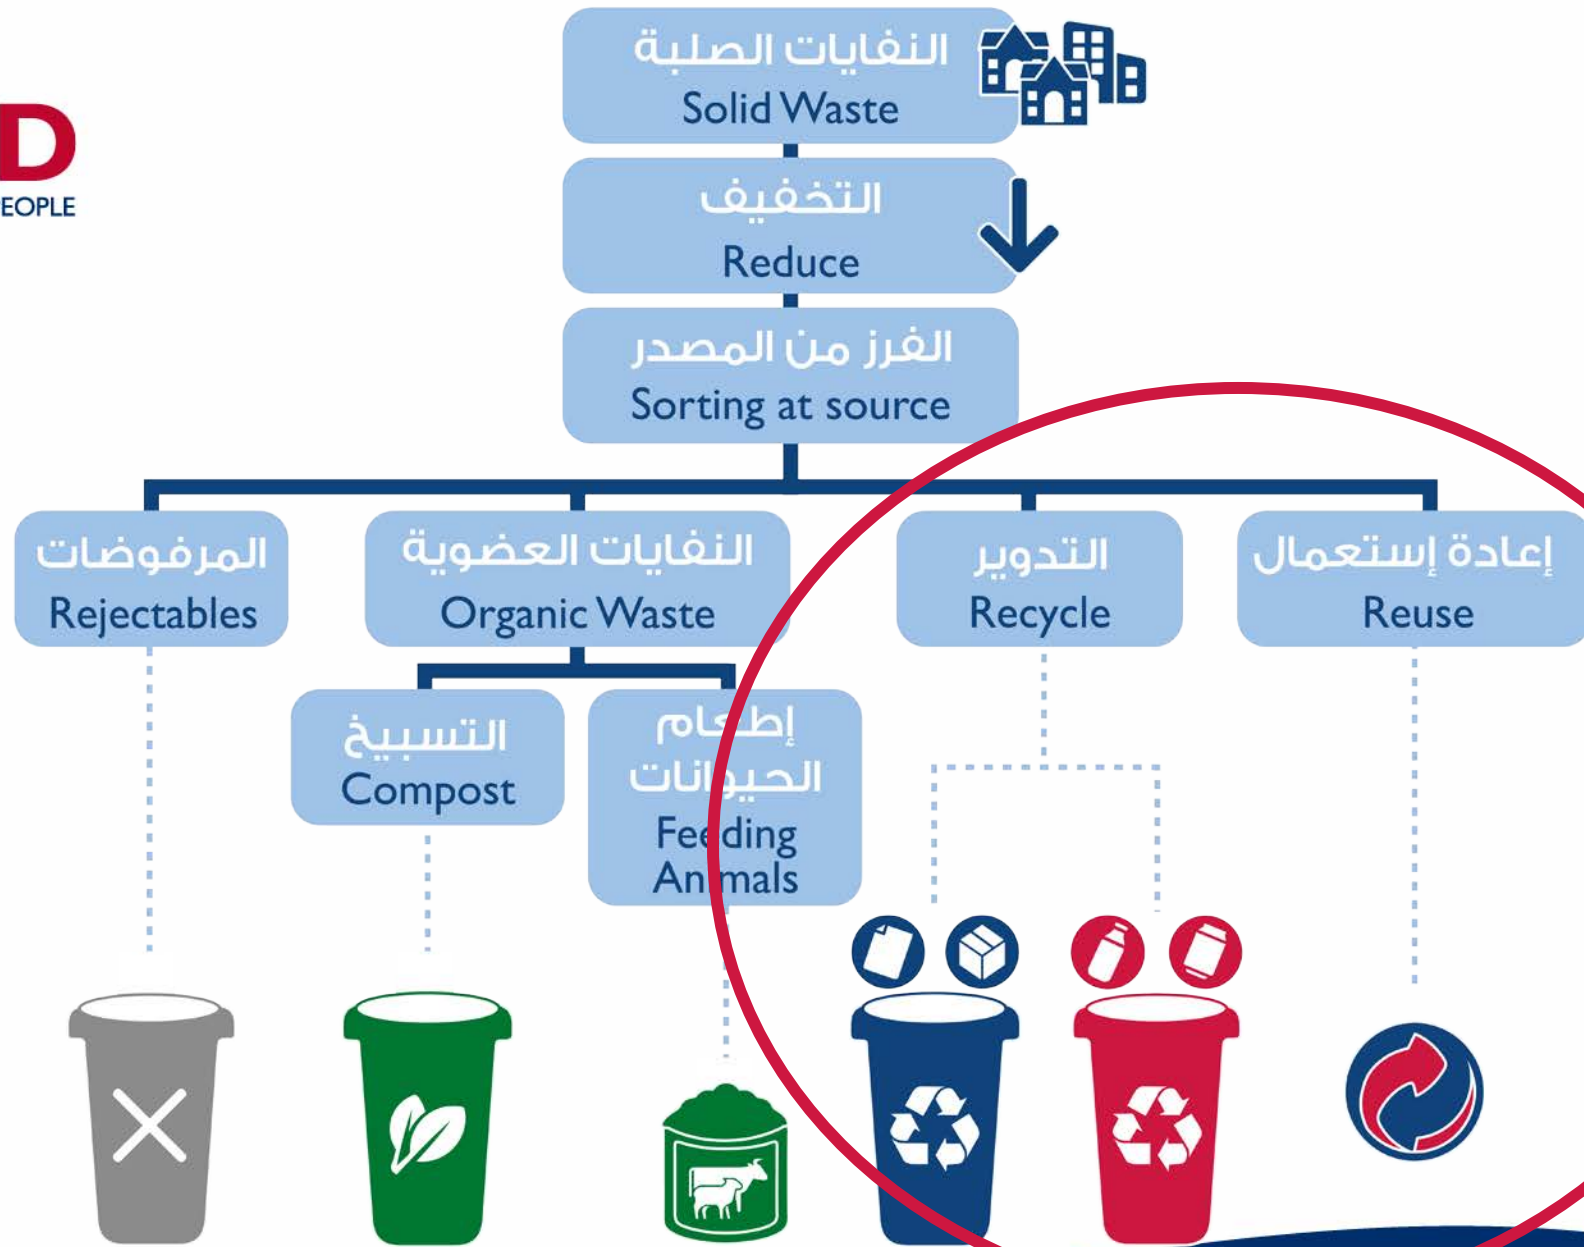 النفايات الصلبة
Solid Waste
D
EOPLE
التخفيف
Reduce
الفرز من المصدر
Sorting at source
المرفوضات
Rejectables
النفايات العضوية
Organic Waste
التدوير
Recycle
إعادة إستعمال
Reuse
التسبيخ
Compost
إطعام
الحيوانات
Feeding
Animals